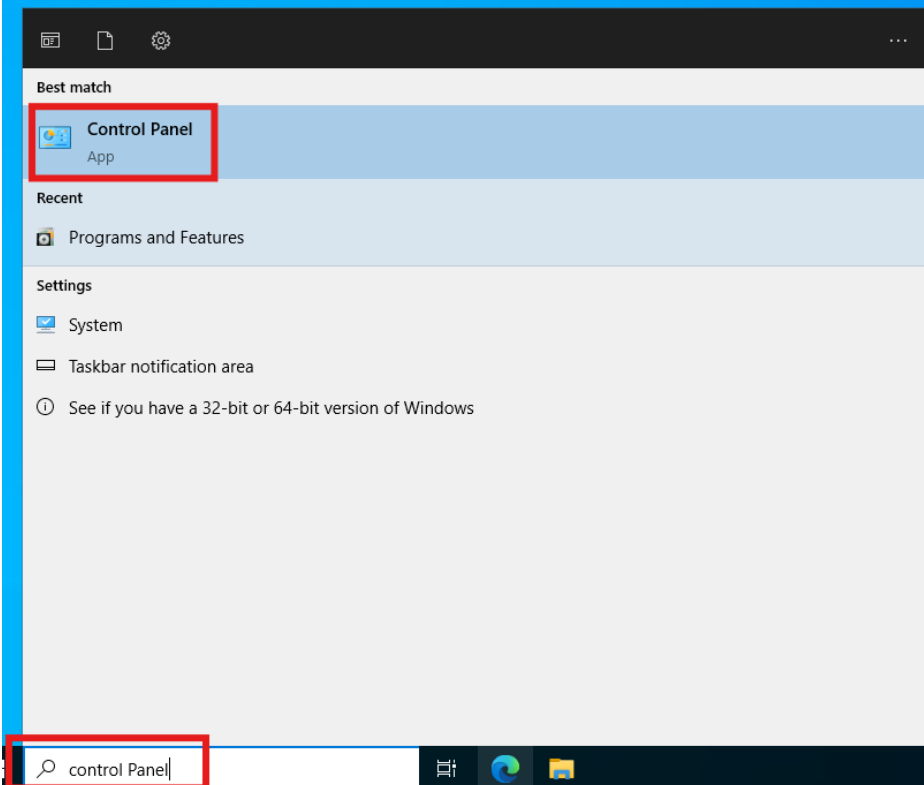 Best match
Control Panel
App
Recent
Programs and Features
Settings
System
Taskbar notification area
See if you have a 32-bit or 64-bit version of Windows
control Panel